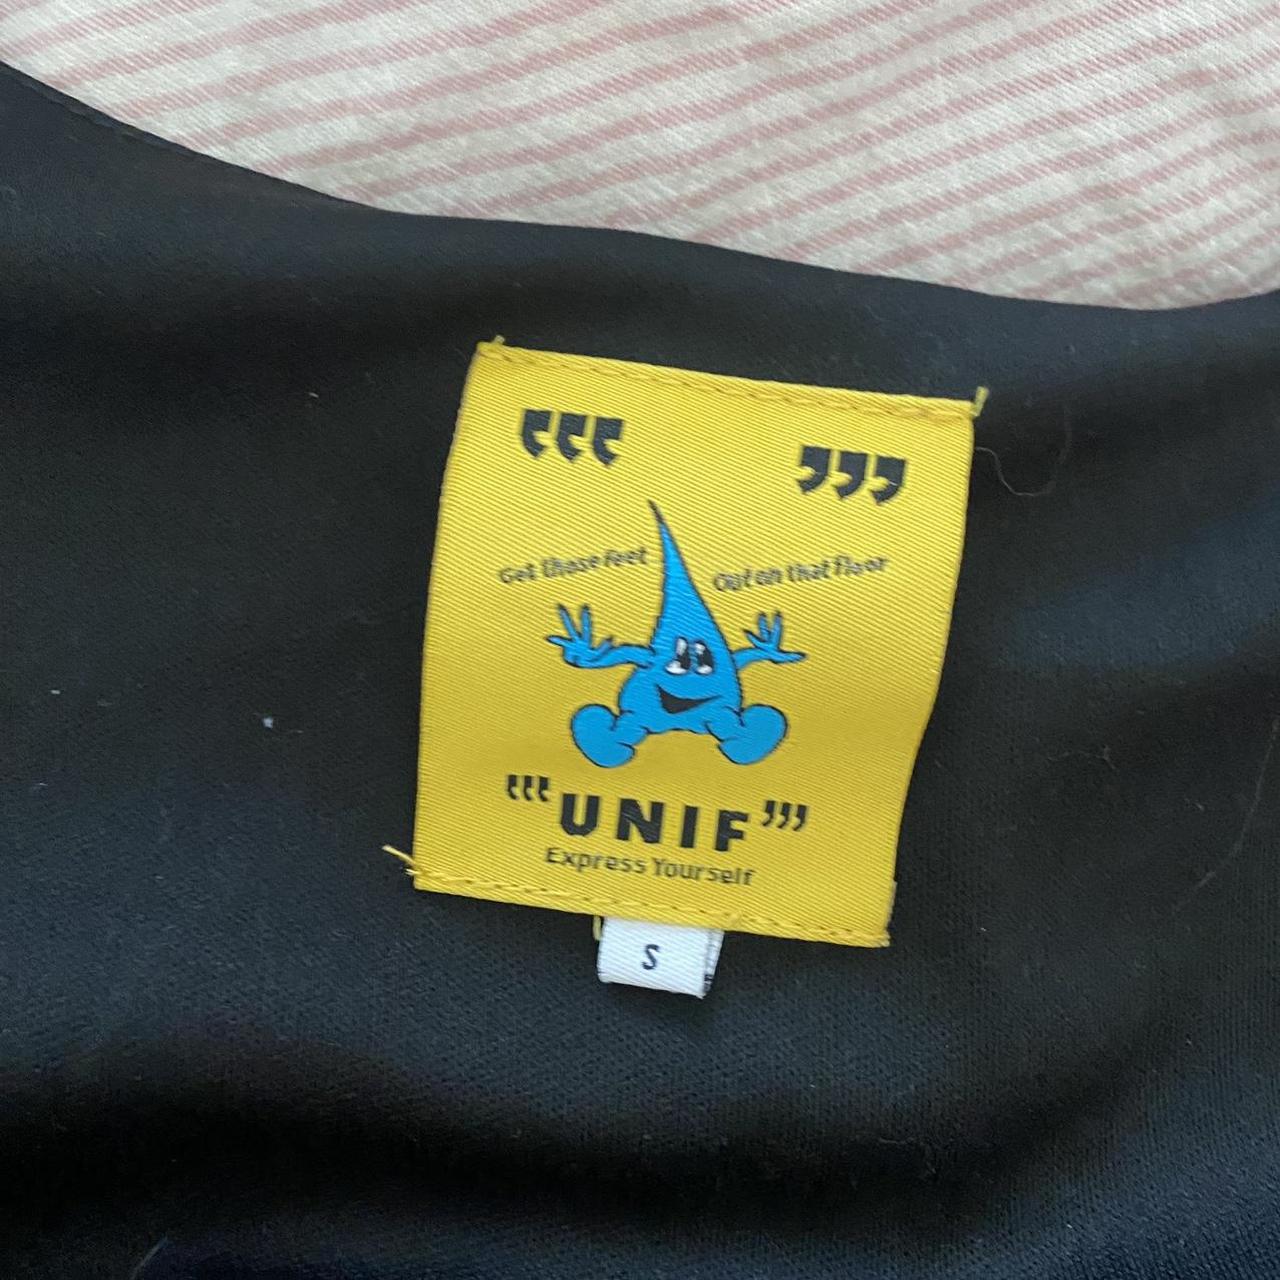 ““‘ ’””
Get those Feet Out on that Floor
““‘UNIF’””
Express Yourself
S